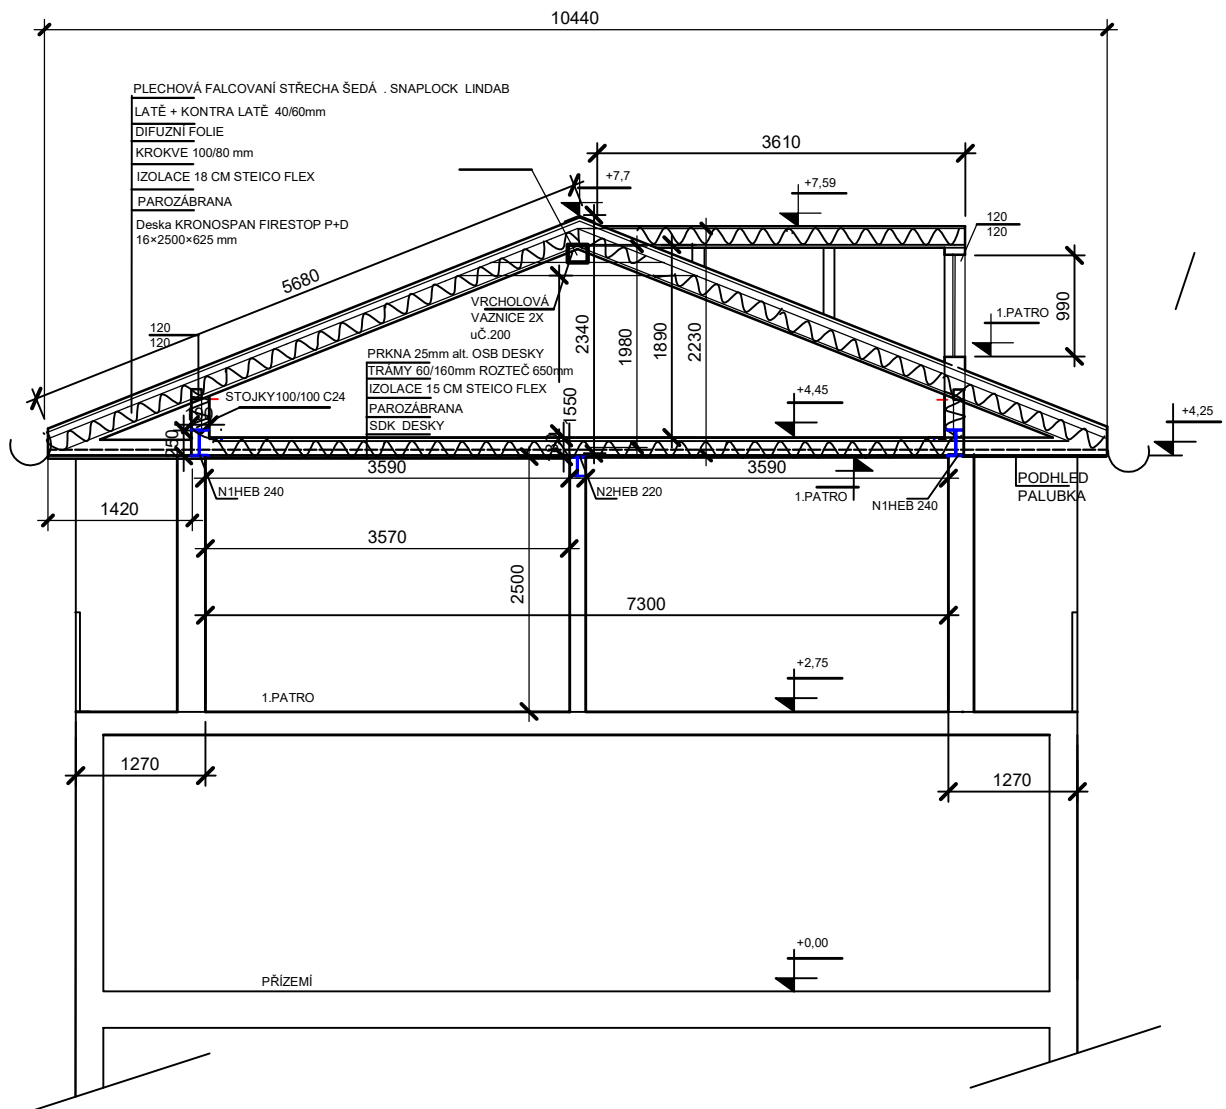 10440
PLECHOVÁ FALCOVANÍ STŘECHA ŠEDÁ . SNAPLOCK LINDAB
LATĚ + KONTRA LATĚ 40/60mm
DIFUZNÍ FOLIE
KROKVE 100/80 mm
IZOLACE 18 CM STEICO FLEX
PAROZÁBRANA
Deska KRONOSPAN FIRESTOP P+D
16×2500×625 mm
3610
+7,7
+7,59
120
120
5680
990
1.PATRO
VRCHOLOVÁ
VAZNICE 2X
uČ.200
2340
1980
1890
2230
120
120
PRKNA 25mm alt. OSB DESKY
TRÁMY 60/160mm ROZTEČ 650mm
IZOLACE 15 CM STEICO FLEX
PAROZÁBRANA
SDK DESKY
STOJKY100/100 C24
1550
+4,45
+4,25
3590
3590
N1HEB 240
N2HEB 220
1.PATRO
N1HEB 240
PODHLED
PALUBKA
1420
3570
2500
7300
+2,75
1.PATRO
1270
1270
+0,00
PŘÍZEMÍ